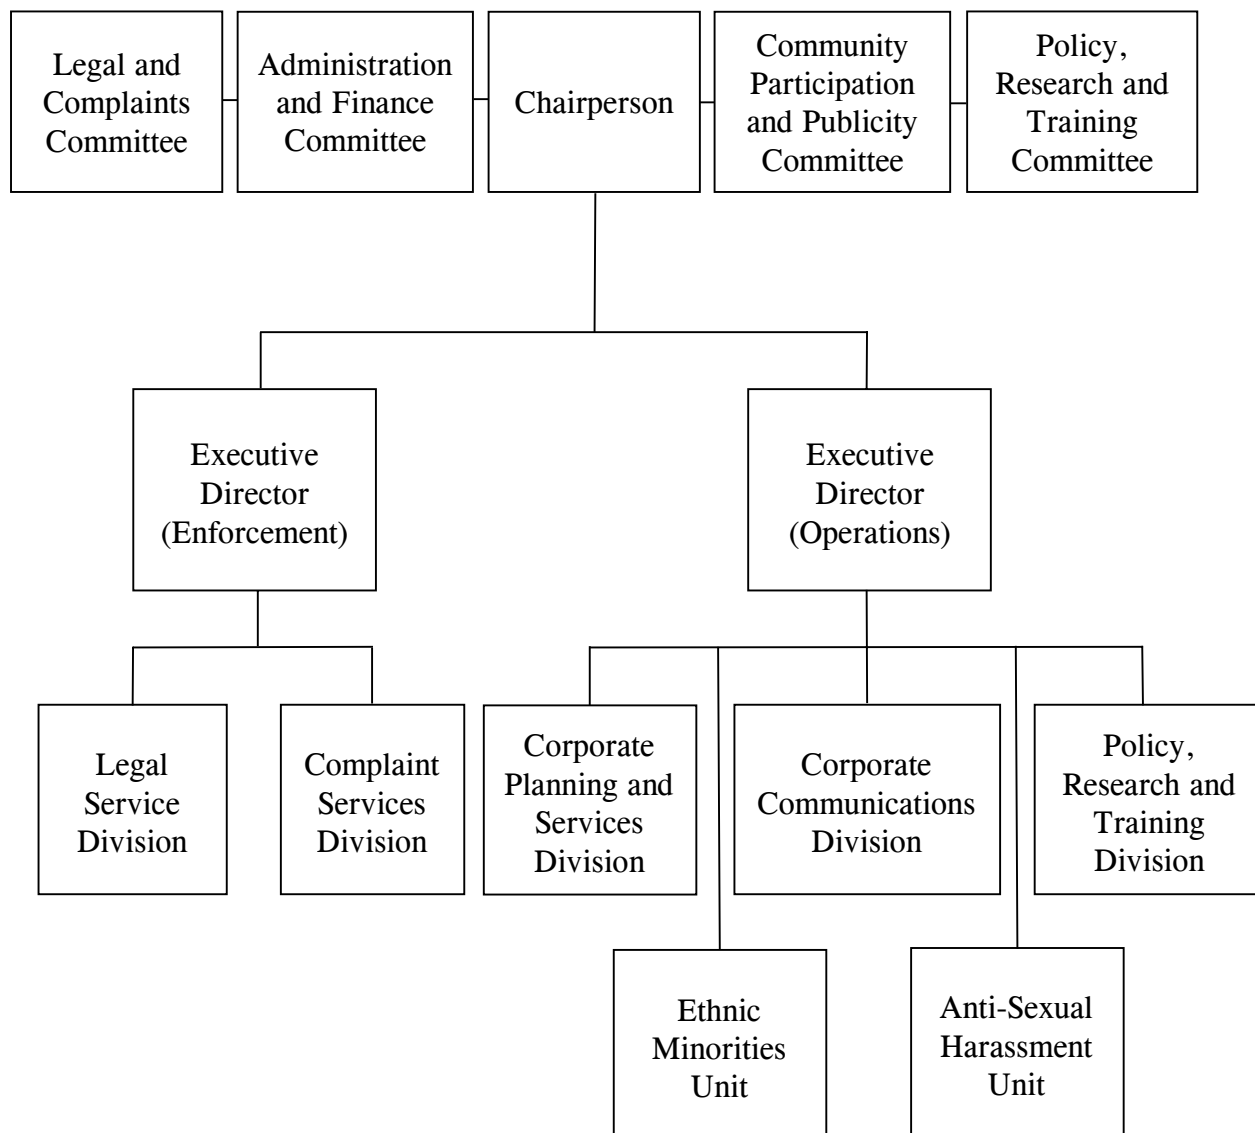 Legal and
Complaints
Committee
Administration
and Finance
Committee
Chairperson
Community
Participation
and Publicity
Committee
Policy,
Research and
Training
Committee
Executive
Director
(Enforcement)
Executive
Director
(Operations)
Legal
Service
Division
Complaint
Services
Division
Corporate
Planning and
Services
Division
Corporate
Communications
Division
Policy,
Research and
Training
Division
Ethnic
Minorities
Unit
Anti-Sexual
Harassment
Unit